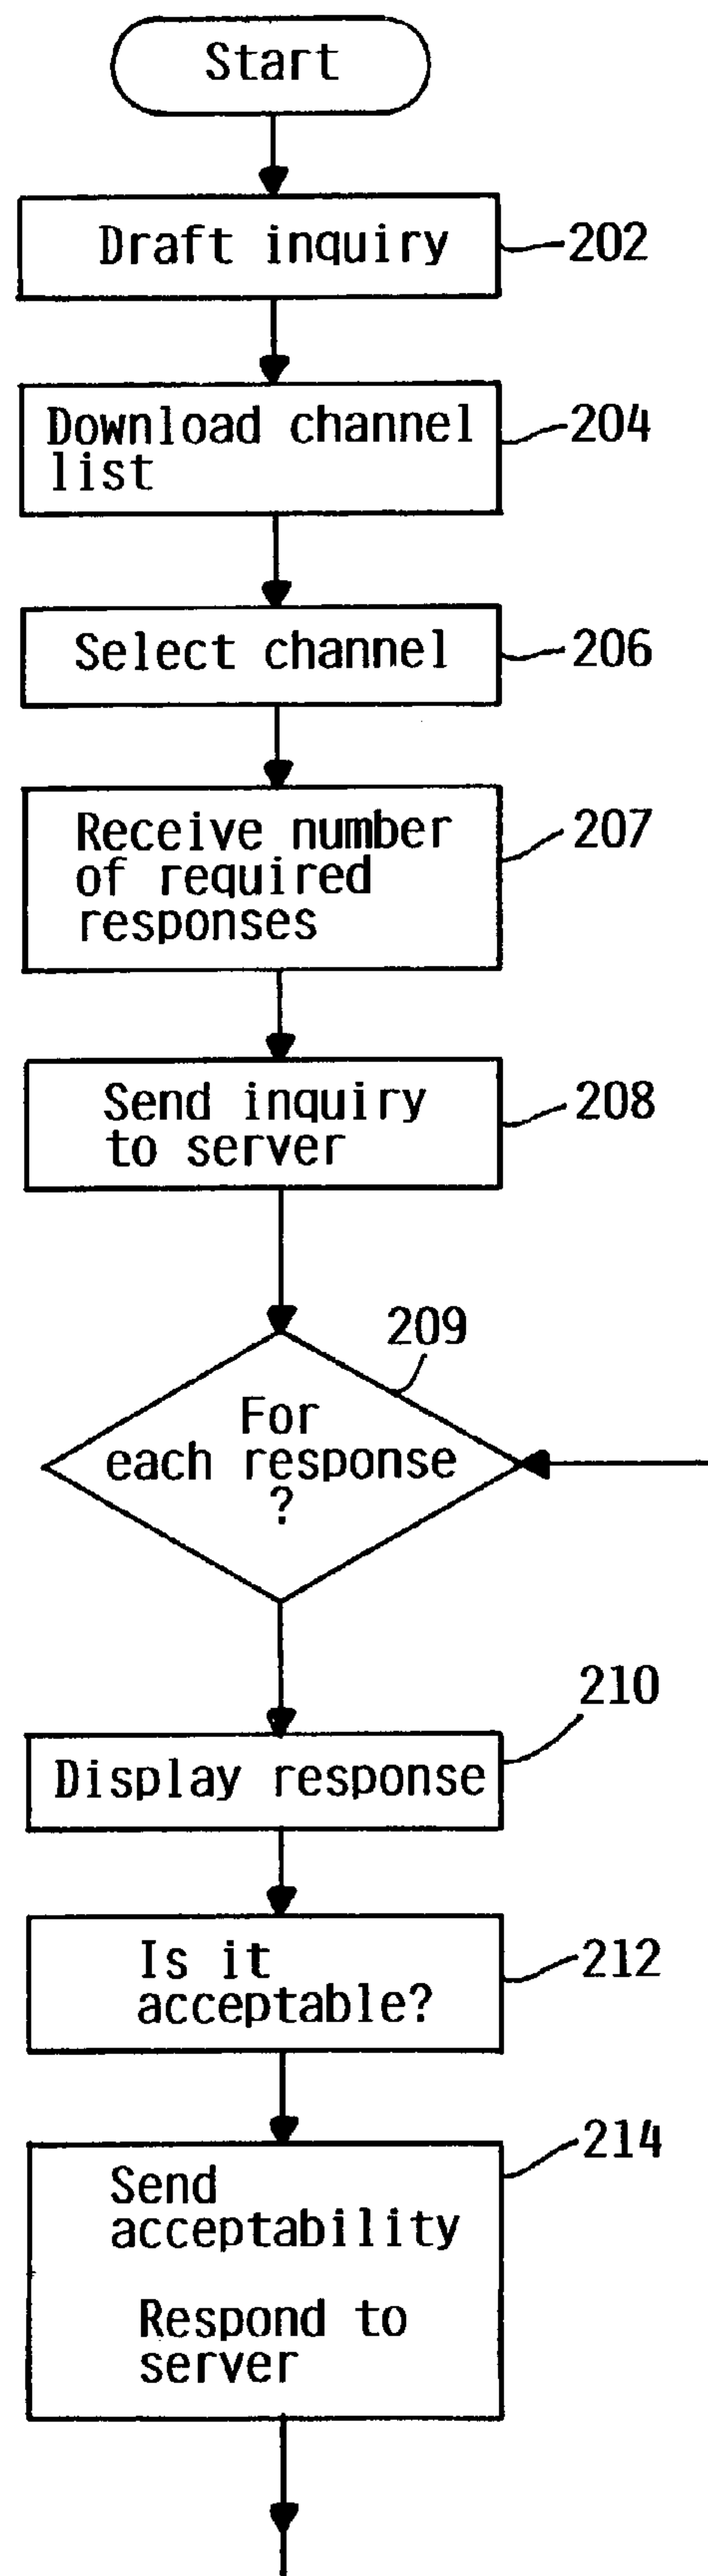 Start
Draft inquiry
202
Download channel
list
204
Select channel
206
Receive number
of required
responses
207
Send inquiry
to server
208
209
For
each response
?
210
Display response
Is it
acceptable?
212
214
Send
acceptability
Respond to
server